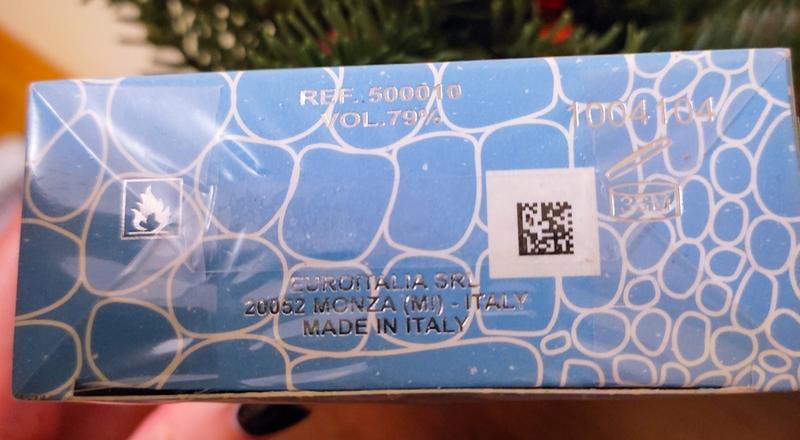 REF. 500010
VOL.79%
1004104
EUROITALIA SRL
20052 MONZA (MI) - ITALY
MADE IN ITALY